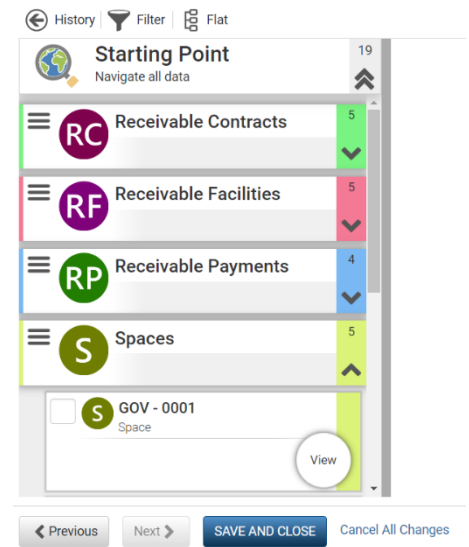 History Filter Flat
Starting Point 19
Navigate all data
RC Receivable Contracts 5
RF Receivable Facilities 5
RP Receivable Payments 4
S Spaces 5
S GOV - 0001
Space
View
Previous Next SAVE AND CLOSE Cancel All Changes